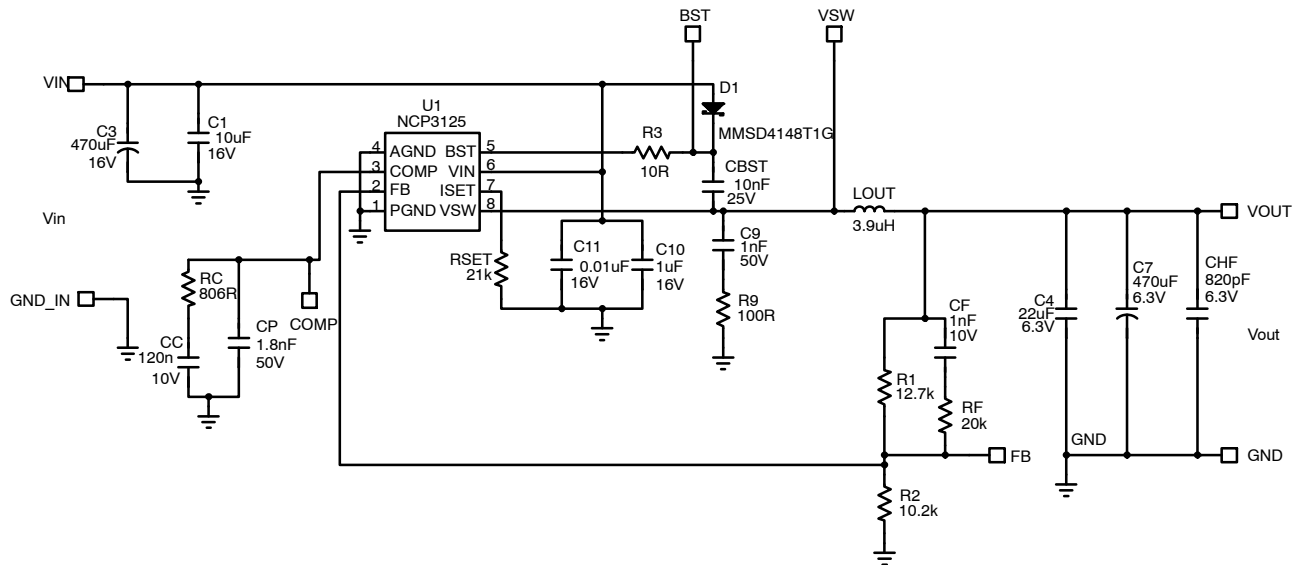 BST
VSW
VIN
D1
U1
NCP3125
C3
470uF
16V
C1
10uF
16V
R3
10R
MMSD4148T1G
4 AGND BST 5
3 COMP VIN 6
2 FB ISET 7
1 PGND VSW 8
CBST
10nF
25V
LOUT
3.9uH
VOUT
Vin
C9
1nF
50V
C11
0.01uF
16V
C10
1uF
16V
RSET
21k
RC
806R
GND_IN
COMP
CP
1.8nF
50V
CC
120n
10V
R9
100R
C7
470uF
6.3V
CHF
820pF
6.3V
C4
22uF
6.3V
CF
1nF
10V
Vout
R1
12.7k
RF
20k
GND
FB
GND
R2
10.2k